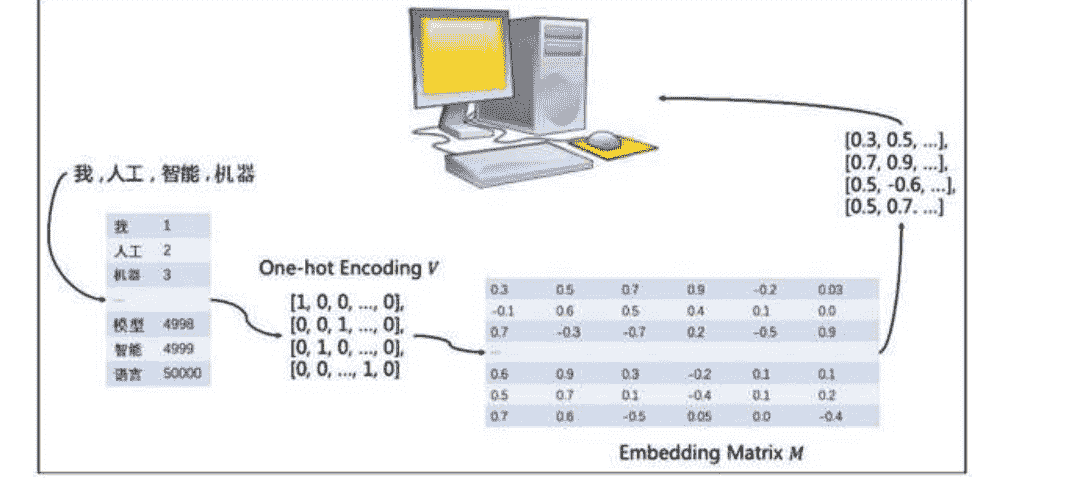 我 ,人工 , 智能 , 机器
我 1
人工 2
机器 3
...
模型 4998
智能 4999
语言 50000
One-hot Encoding V
[1, 0, 0, ..., 0],
[0, 0, 1, ..., 0],
[0, 1, 0, ..., 0],
[0, 0, ..., 1, 0]
0.3 0.5 0.7 0.9 -0.2 0.03
-0.1 0.6 0.5 0.4 0.1 0.0
0.7 -0.3 -0.7 0.2 -0.5 0.9
...
0.6 0.9 0.3 -0.2 0.1 0.1
0.5 0.7 0.1 -0.4 0.1 0.2
0.7 0.6 -0.5 0.05 0.0 -0.4
Embedding Matrix M
[0.3, 0.5, ...],
[0.7, 0.9, ...],
[0.5, -0.6, ...],
[0.5, 0.7. ...]